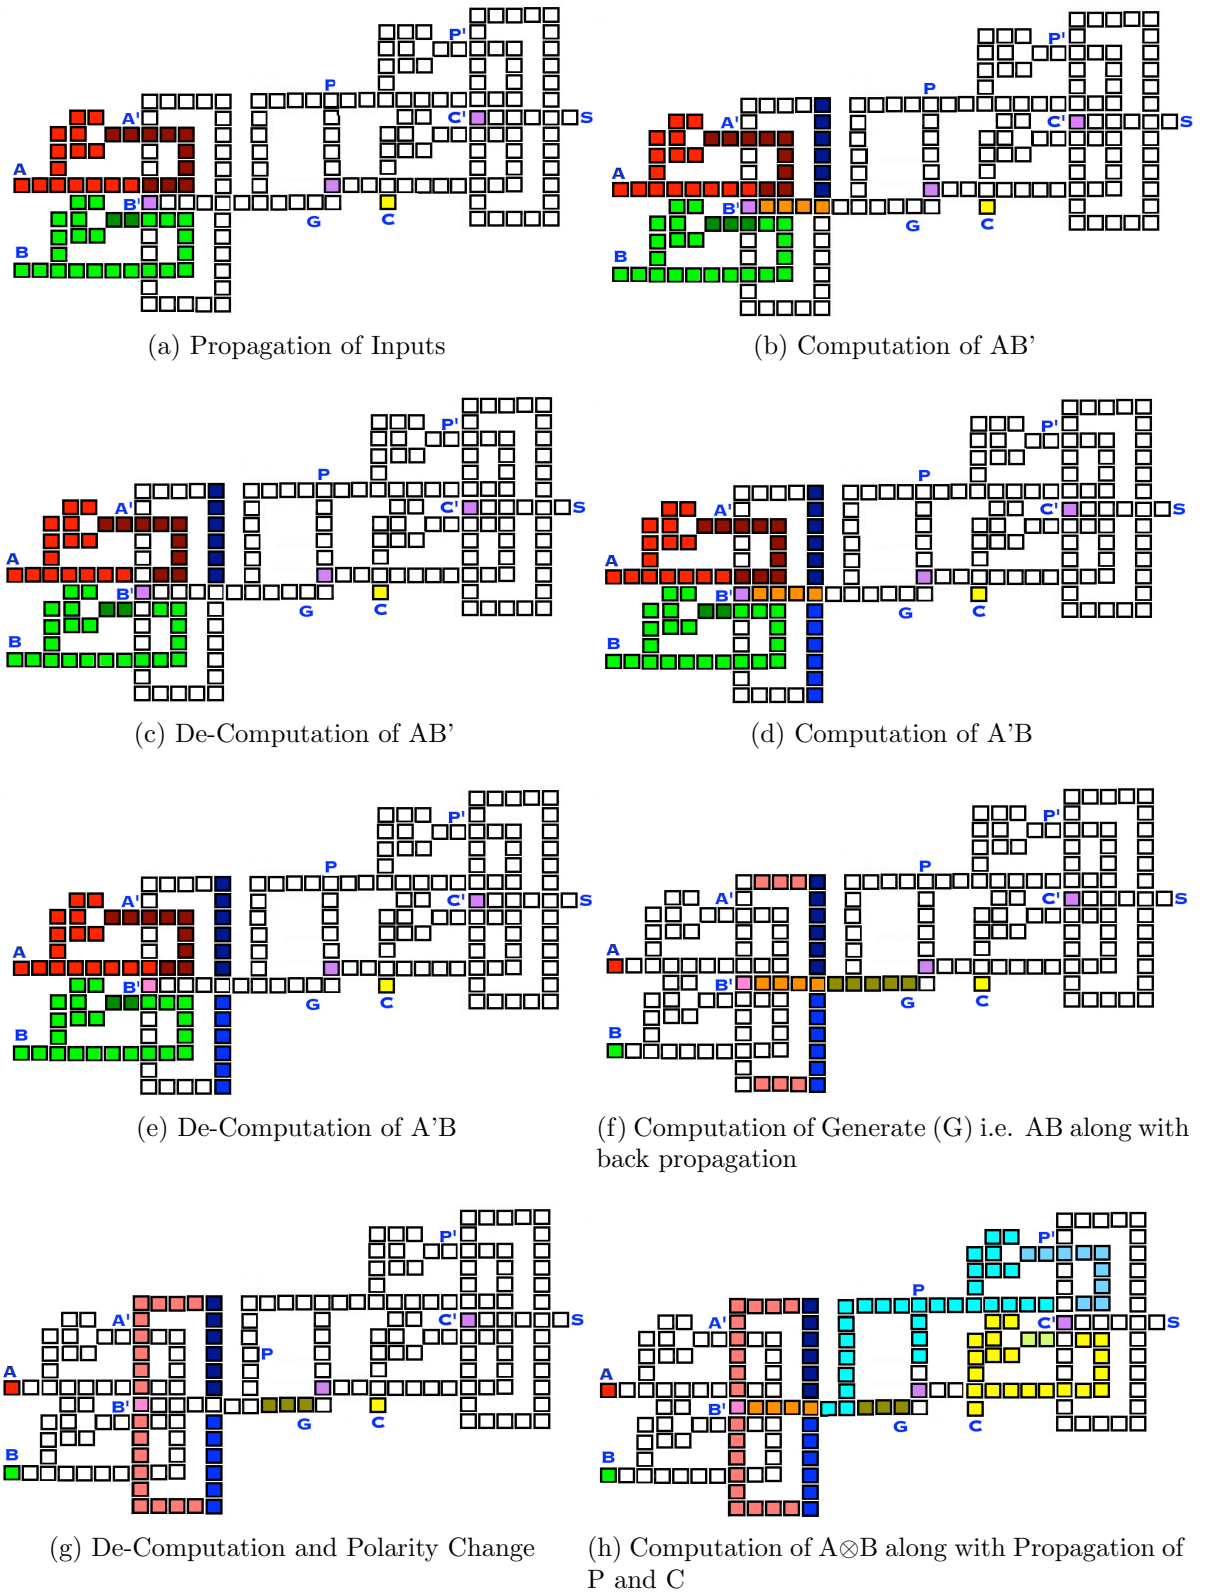 P'
P
A' C' S
A
B'
G C
B
(a) Propagation of Inputs
P'
P
A' C' S
A
B'
G C
B
(b) Computation of AB'
P'
P
A' C' S
A
B'
G C
B
(c) De-Computation of AB'
P'
P
A' C' S
A
B'
G C
B
(d) Computation of A'B
P'
P
A' C' S
A
B'
G C
B
(e) De-Computation of A'B
P'
P
A' C' S
A
B'
G C
B
(f) Computation of Generate (G) i.e. AB along with
back propagation
P'
A' C' S
P
A
B'
G C
B
(g) De-Computation and Polarity Change
P'
P
A' C' S
A
B'
G C
B
(h) Computation of A⊗B along with Propagation of
P and C